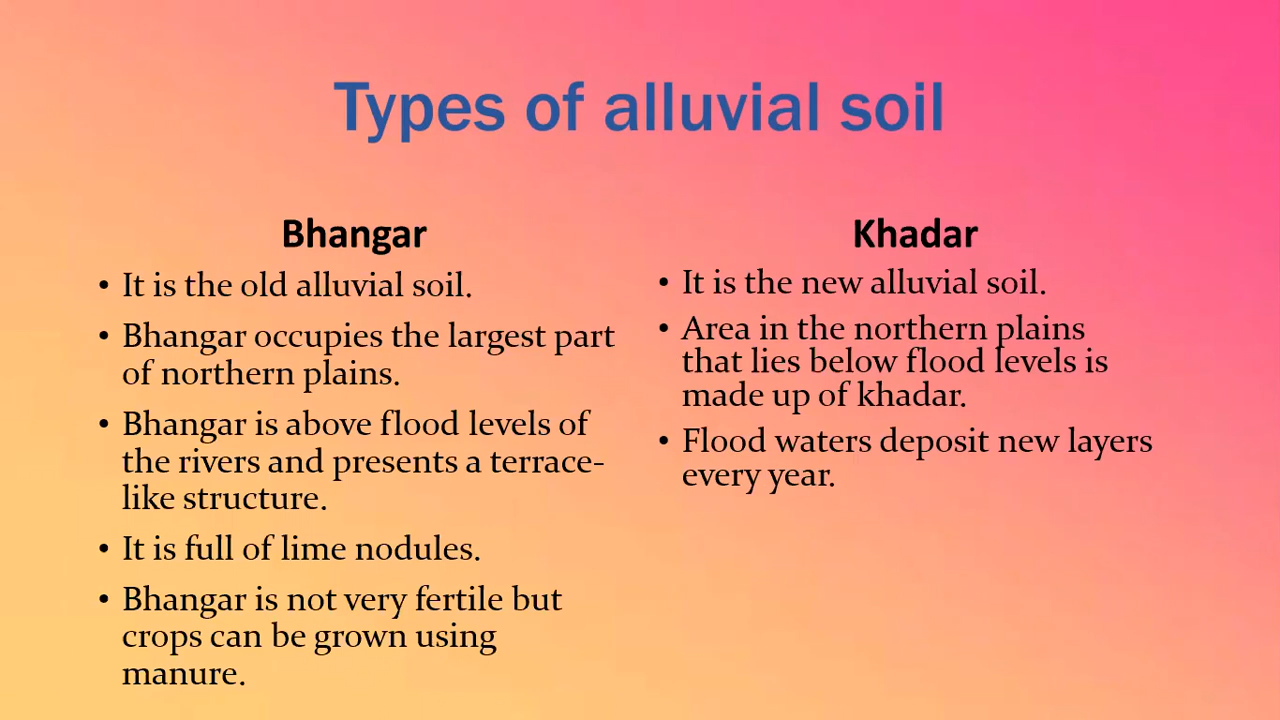 Types of alluvial soil
Bhangar
• It is the old alluvial soil.
• Bhangar occupies the largest part
of northern plains.
• Bhangar is above flood levels of
the rivers and presents a terrace-
like structure.
• It is full of lime nodules.
• Bhangar is not very fertile but
crops can be grown using
manure.
Khadar
• It is the new alluvial soil.
• Area in the northern plains
that lies below flood levels is
made up of khadar.
• Flood waters deposit new layers
every year.